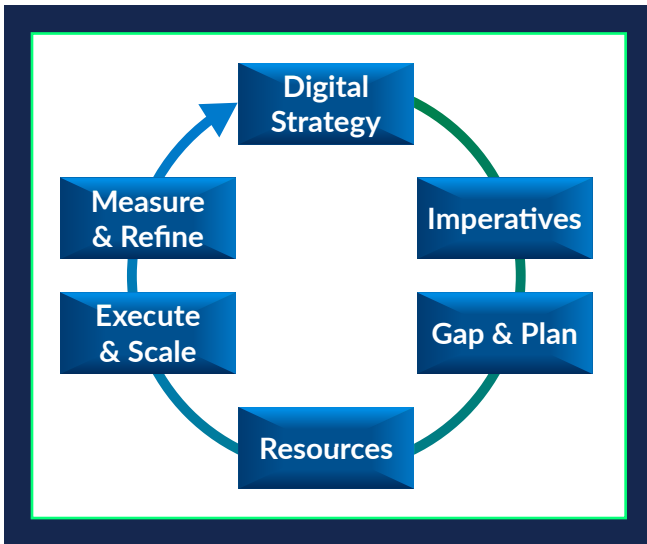 Digital
Strategy
Imperatives
Gap & Plan
Resources
Execute
& Scale
Measure
& Refine